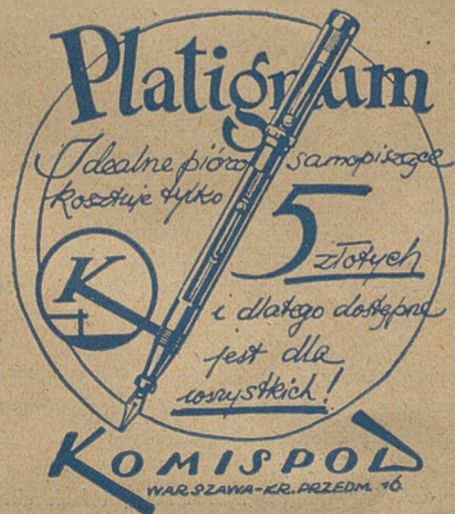 Platignum
Idealne pióro samopiszące
kosztuje tylko
5
złotych
K
i dlatego dostępne
jest dla
wszystkich!
KOMISPOL
WARSZAWA-KR. PRZEDM. 16